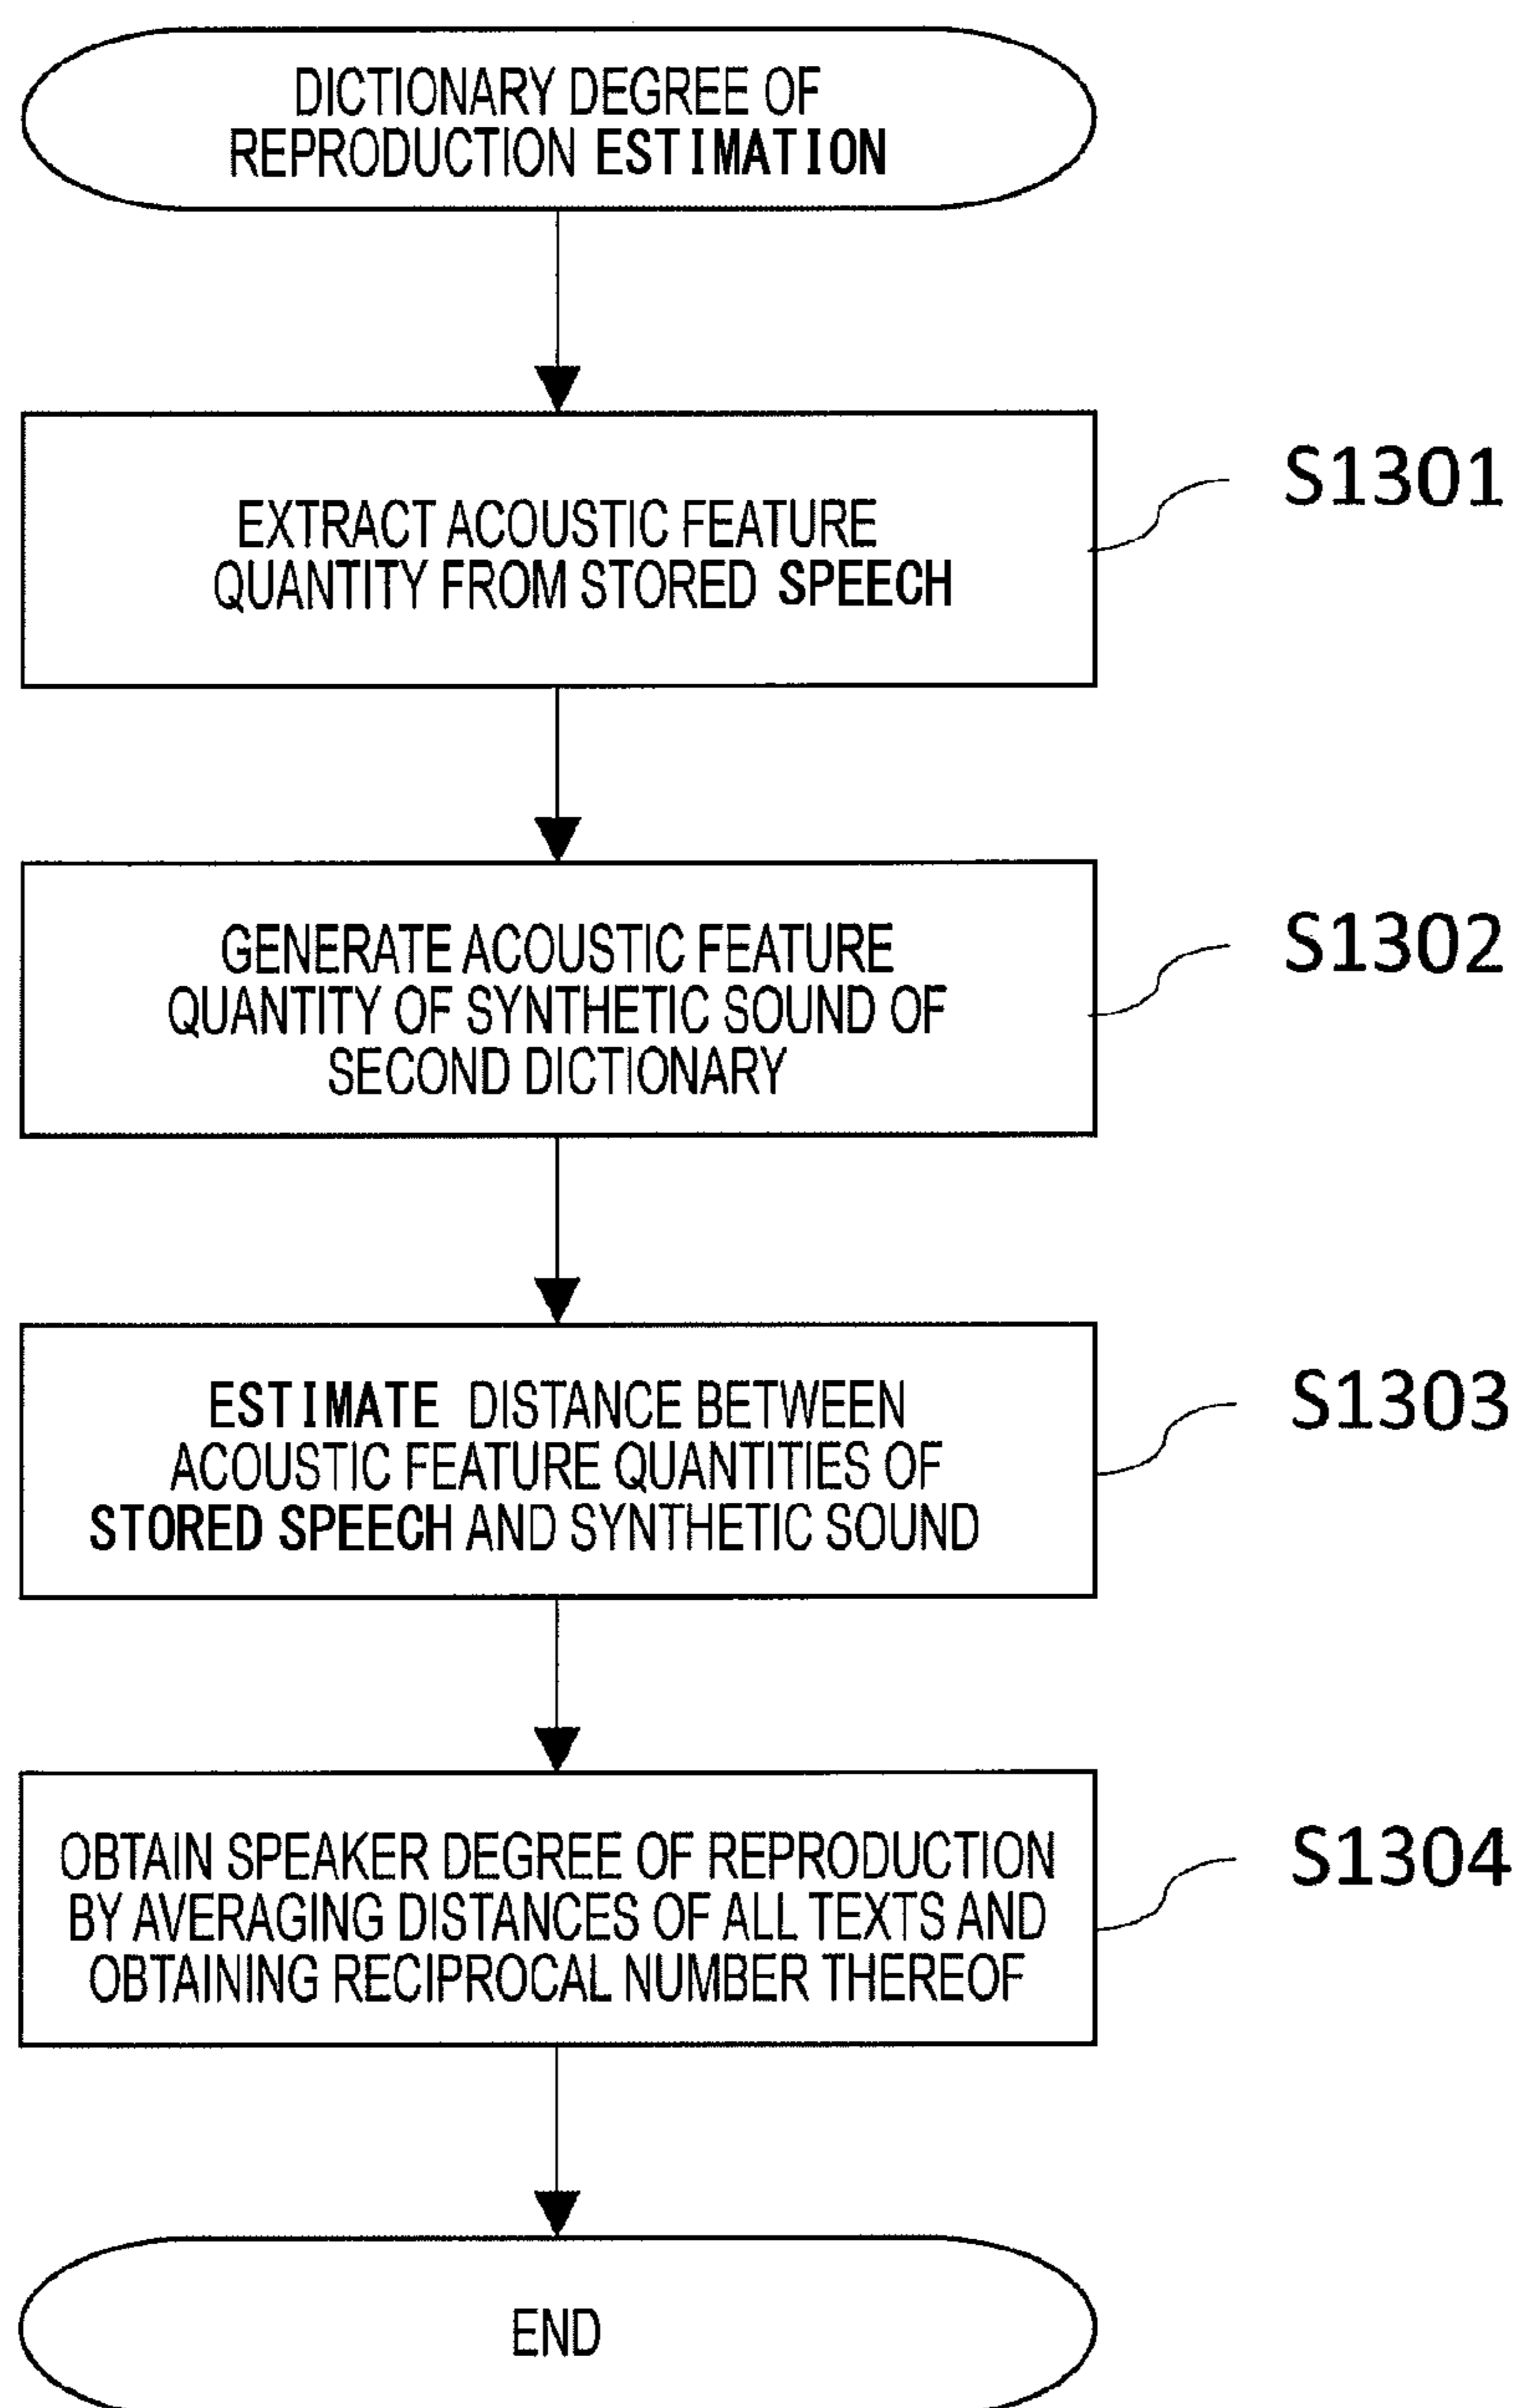 DICTIONARY DEGREE OF
REPRODUCTION ESTIMATION
EXTRACT ACOUSTIC FEATURE
QUANTITY FROM STORED SPEECH
S1301
GENERATE ACOUSTIC FEATURE
QUANTITY OF SYNTHETIC SOUND OF
SECOND DICTIONARY
S1302
ESTIMATE DISTANCE BETWEEN
ACOUSTIC FEATURE QUANTITIES OF
STORED SPEECH AND SYNTHETIC SOUND
S1303
OBTAIN SPEAKER DEGREE OF REPRODUCTION
BY AVERAGING DISTANCES OF ALL TEXTS AND
OBTAINING RECIPROCAL NUMBER THEREOF
S1304
END